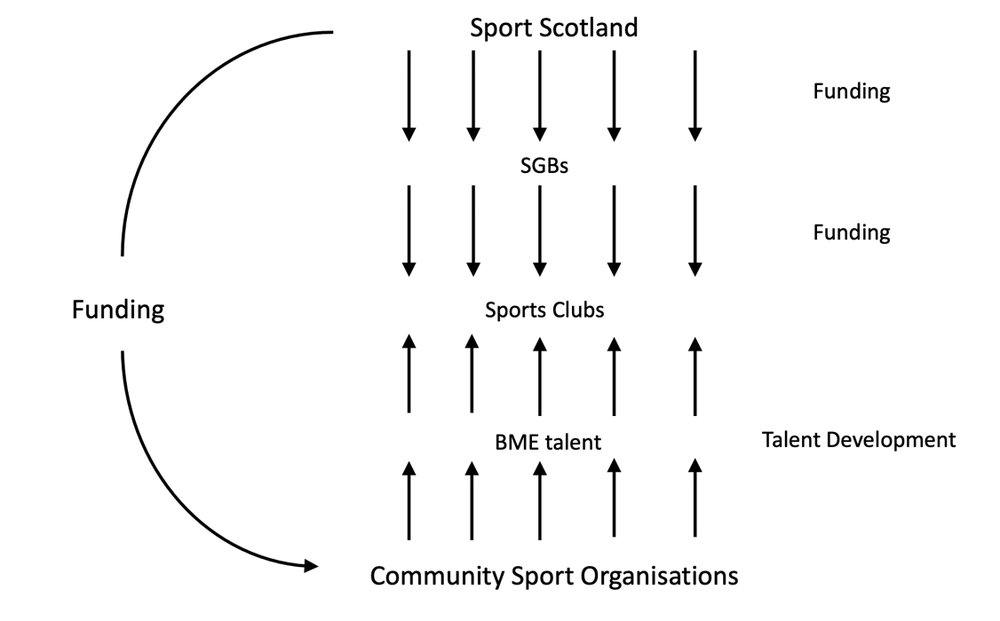 Sport Scotland
Funding
SGBs
Funding
Funding
Sports Clubs
BME talent
Talent Development
Community Sport Organisations